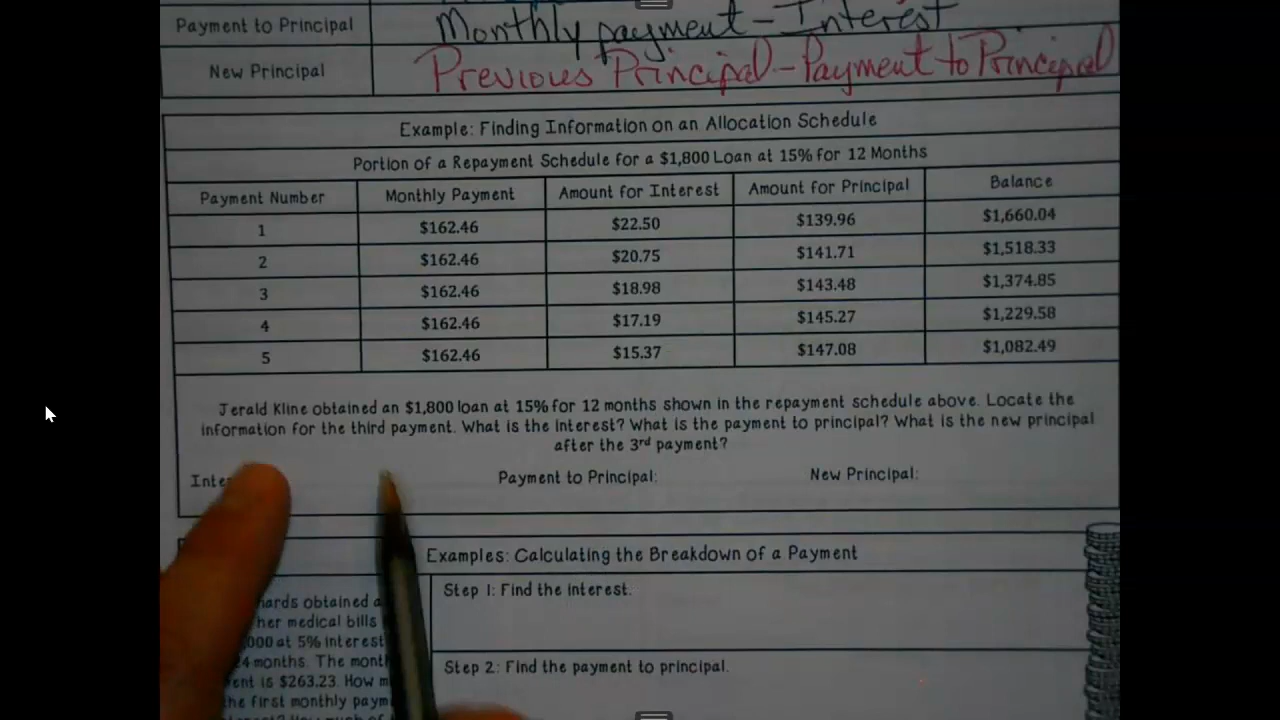 Payment to Principal Monthly payment - Interest
New Principal Previous Principal - Payment to Principal
Example: Finding Information on an Allocation Schedule
Portion of a Repayment Schedule for a $1,800 Loan at 15% for 12 Months
Payment Number Monthly Payment Amount for Interest Amount for Principal Balance
1 $162.46 $22.50 $139.96 $1,660.04
2 $162.46 $20.75 $141.71 $1,518.33
3 $162.46 $18.98 $143.48 $1,374.85
4 $162.46 $17.19 $145.27 $1,229.58
5 $162.46 $15.37 $147.08 $1,082.49
Jerald Kline obtained an $1,800 loan at 15% for 12 months shown in the repayment schedule above. Locate the
information for the third payment. What is the interest? What is the payment to principal? What is the new principal
after the 3rd payment?
Payment to Principal: New Principal:
Examples: Calculating the Breakdown of a Payment
Step 1: Find the interest.
obtained
her medical bills
at 5% interest
months. The
is $263.23. How
the first monthly
Step 2: Find the payment to principal.